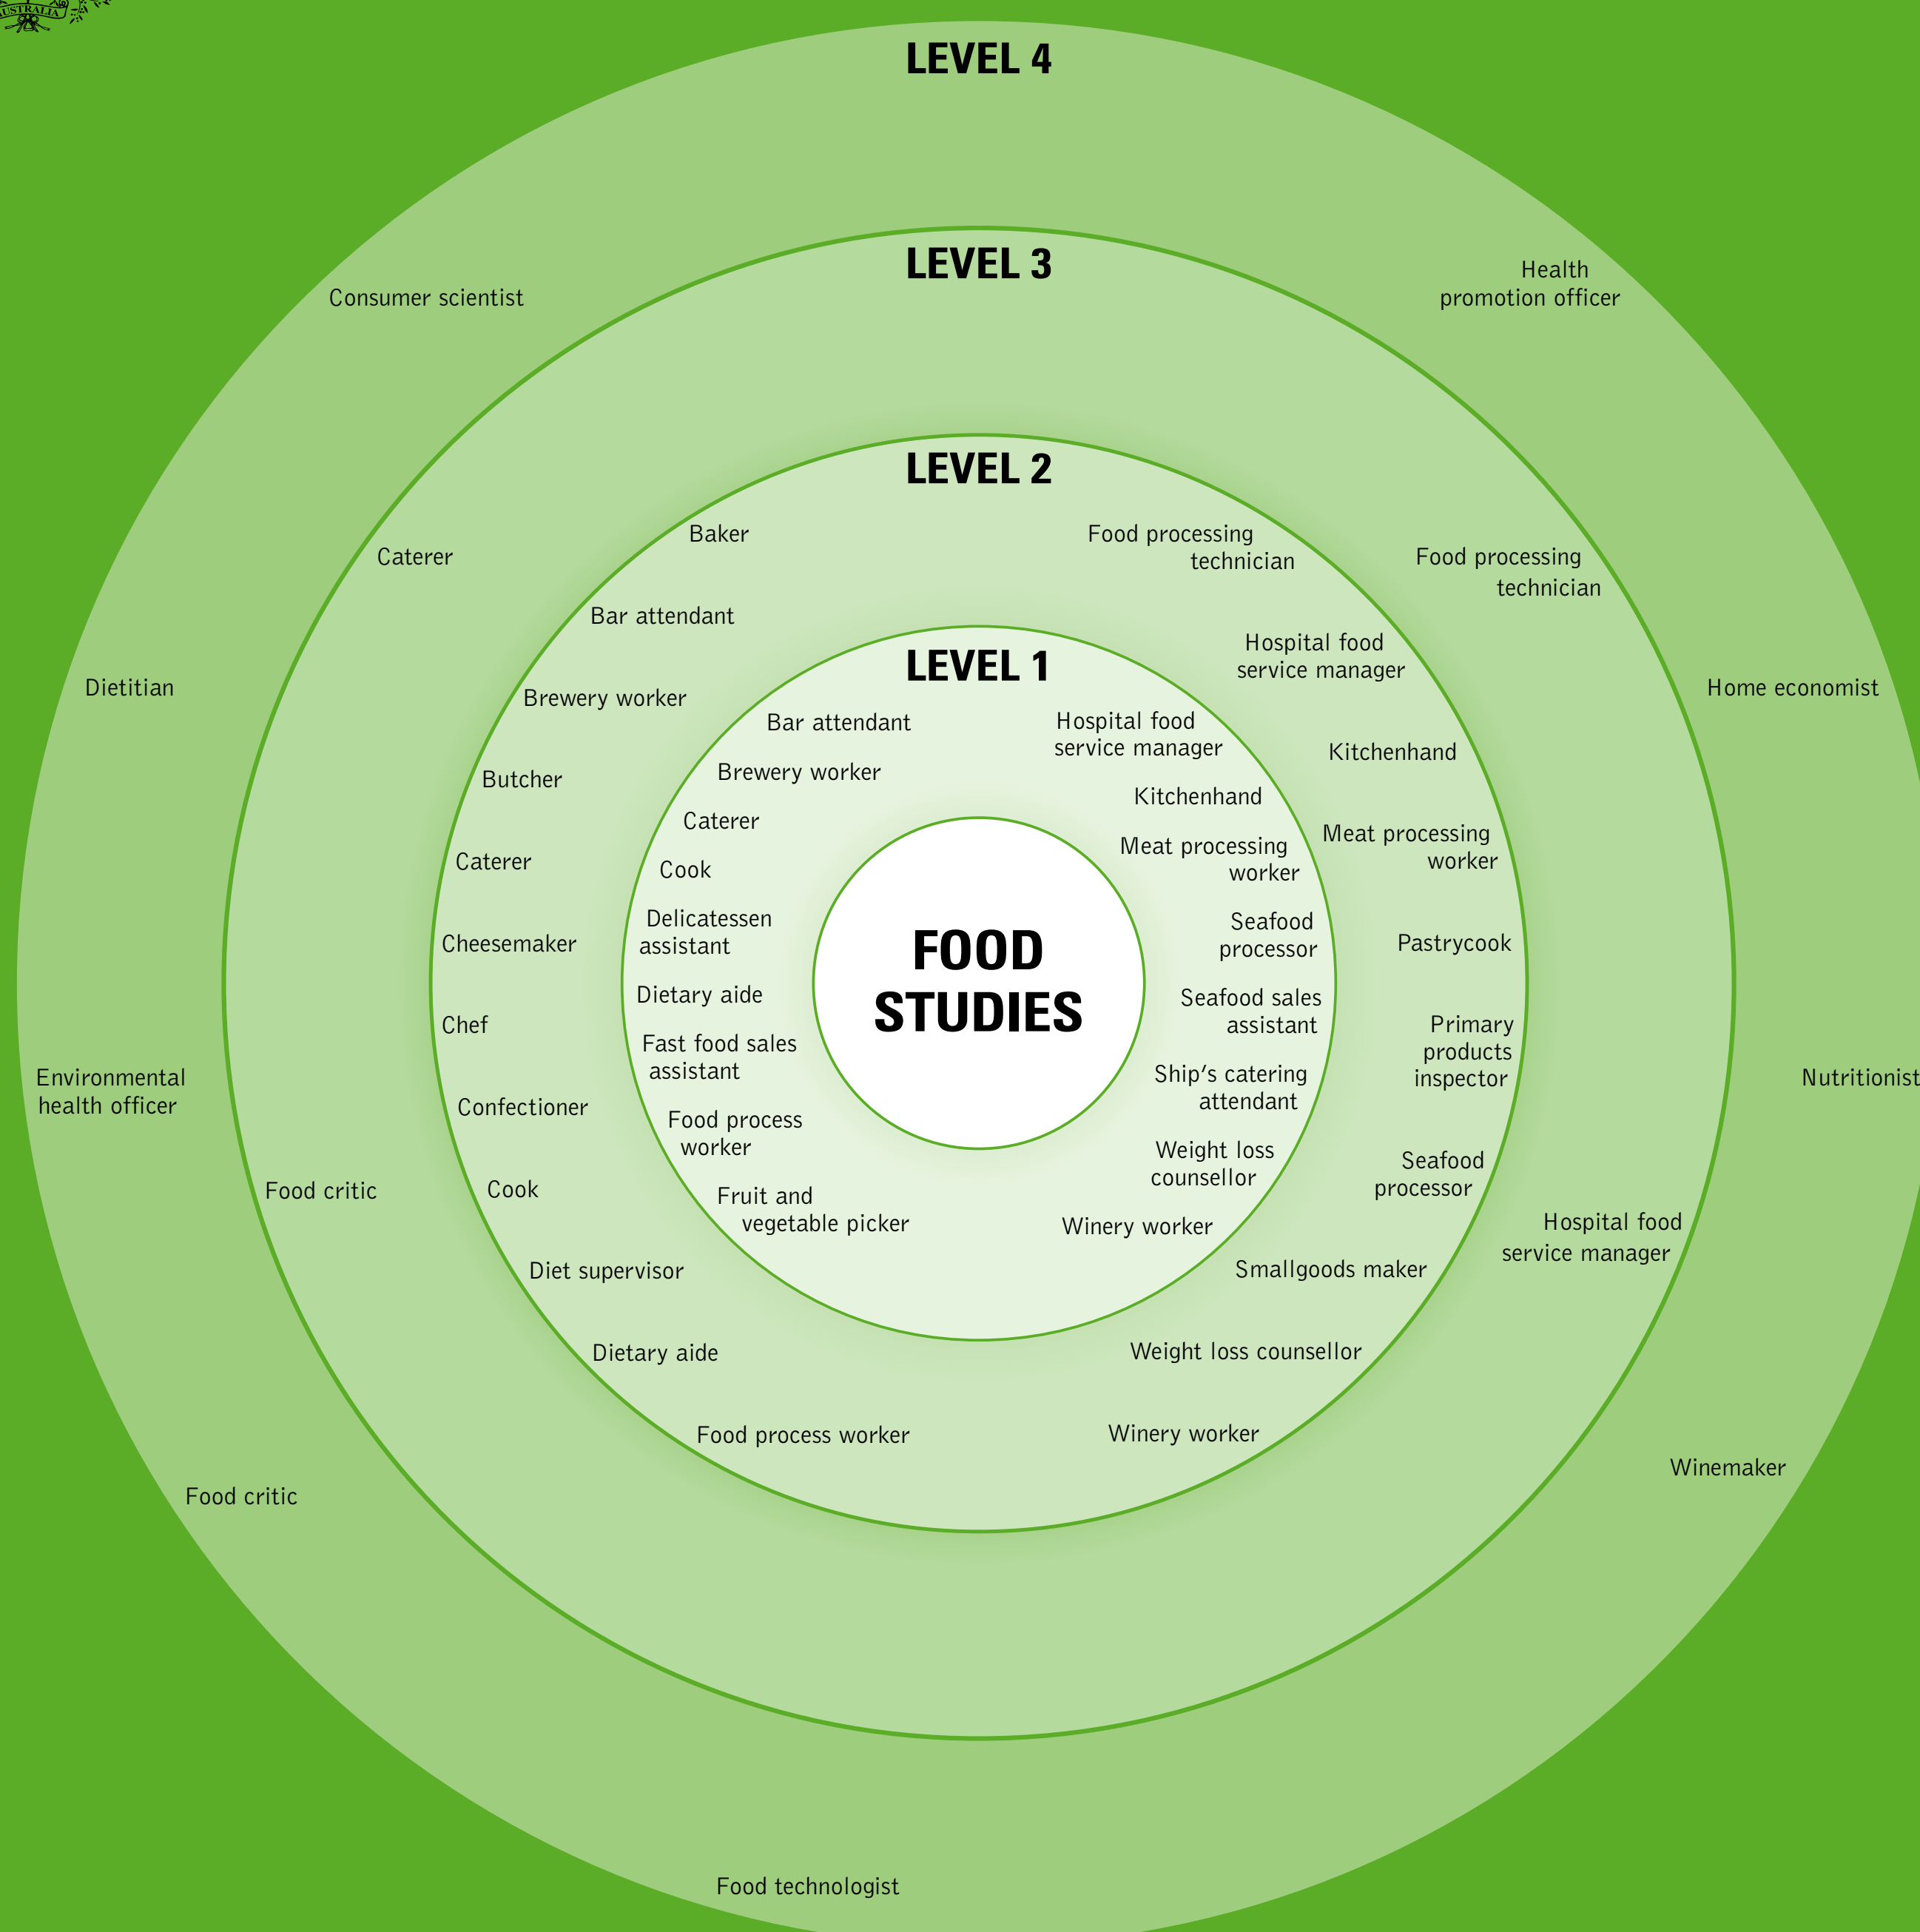 AUSTRALIA
LEVEL 4
Consumer scientist
Dietitian
Environmental
health officer
Food critic
Food technologist
Health
promotion officer
Home economist
Nutritionist
Winemaker
LEVEL 3
Caterer
Food critic
Food processing
technician
Hospital food
service manager
LEVEL 2
Baker
Bar attendant
Brewery worker
Butcher
Caterer
Cheesemaker
Chef
Confectioner
Cook
Diet supervisor
Dietary aide
Food process worker
Food processing
technician
Hospital food
service manager
Kitchenhand
Meat processing
worker
Pastrycook
Primary
products
inspector
Seafood
processor
Smallgoods maker
Weight loss counsellor
Winery worker
LEVEL 1
Bar attendant
Brewery worker
Caterer
Cook
Delicatessen
assistant
Dietary aide
Fast food sales
assistant
Food process
worker
Fruit and
vegetable picker
Hospital food
service manager
Kitchenhand
Meat processing
worker
Seafood
processor
Seafood sales
assistant
Ship’s catering
attendant
Weight loss
counsellor
Winery worker
FOOD
STUDIES